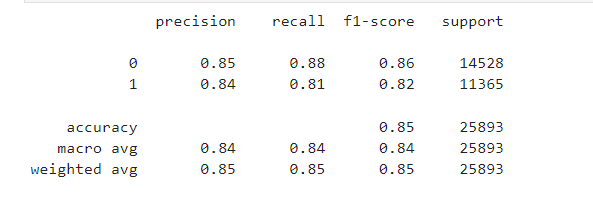 precision recall f1-score support
0 0.85 0.88 0.86 14528
1 0.84 0.81 0.82 11365
accuracy 0.85 25893
macro avg 0.84 0.84 0.84 25893
weighted avg 0.85 0.85 0.85 25893